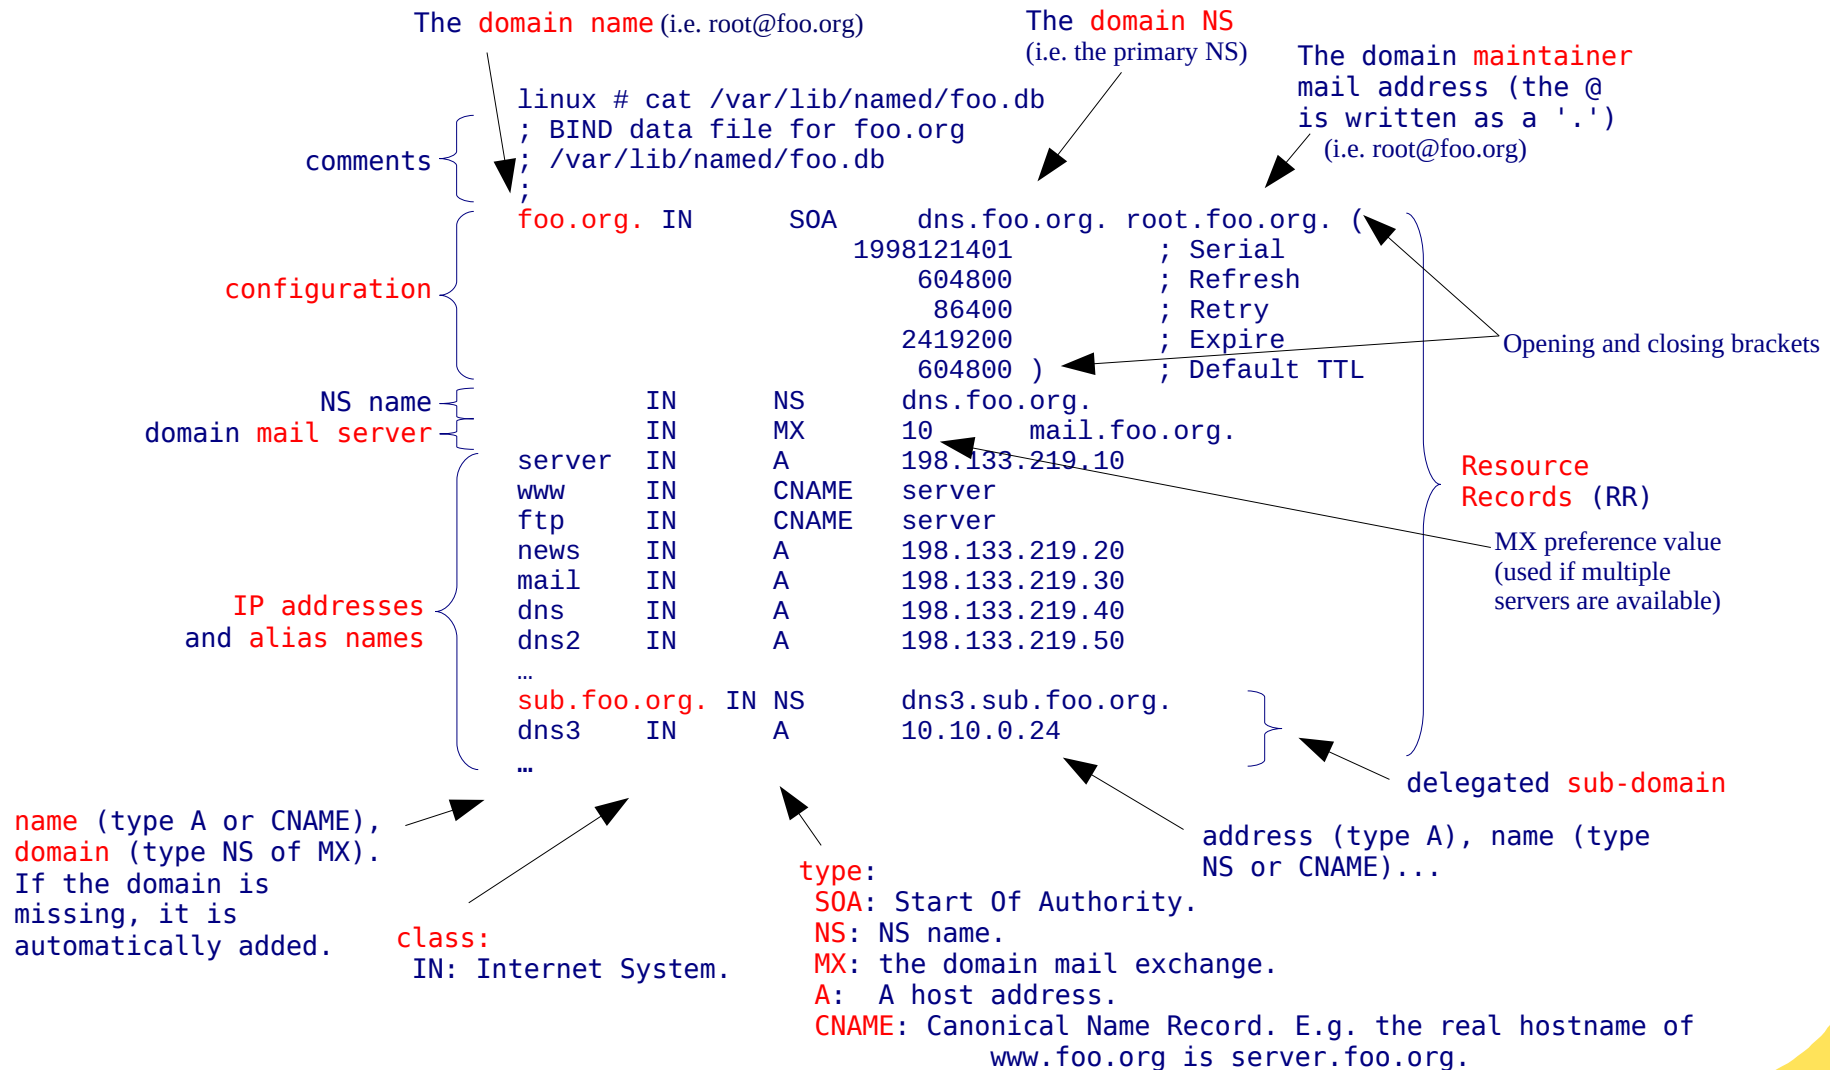 The domain name (i.e. root@foo.org)
The domain NS
(i.e. the primary NS)
The domain maintainer
mail address (the @
is written as a '.')
(i.e. root@foo.org)
linux # cat /var/lib/named/foo.db
; BIND data file for foo.org
; /var/lib/named/foo.db
;
comments
foo.org. IN SOA dns.foo.org. root.foo.org. (
1998121401 ; Serial
604800 ; Refresh
86400 ; Retry
2419200 ; Expire
604800 ) ; Default TTL
configuration
Opening and closing brackets
NS name
IN NS dns.foo.org.
domain mail server
IN MX 10 mail.foo.org.
server IN A 198.133.219.10
www IN CNAME server
ftp IN CNAME server
news IN A 198.133.219.20
mail IN A 198.133.219.30
dns IN A 198.133.219.40
dns2 IN A 198.133.219.50
…
sub.foo.org. IN NS dns3.sub.foo.org.
dns3 IN A 10.10.0.24
…
IP addresses
and alias names
Resource
Records (RR)
MX preference value
(used if multiple
servers are available)
delegated sub-domain
name (type A or CNAME),
domain (type NS of MX).
If the domain is
missing, it is
automatically added.
class:
IN: Internet System.
type:
SOA: Start Of Authority.
NS: NS name.
MX: the domain mail exchange.
A: A host address.
CNAME: Canonical Name Record. E.g. the real hostname of
www.foo.org is server.foo.org.
address (type A), name (type
NS or CNAME)...